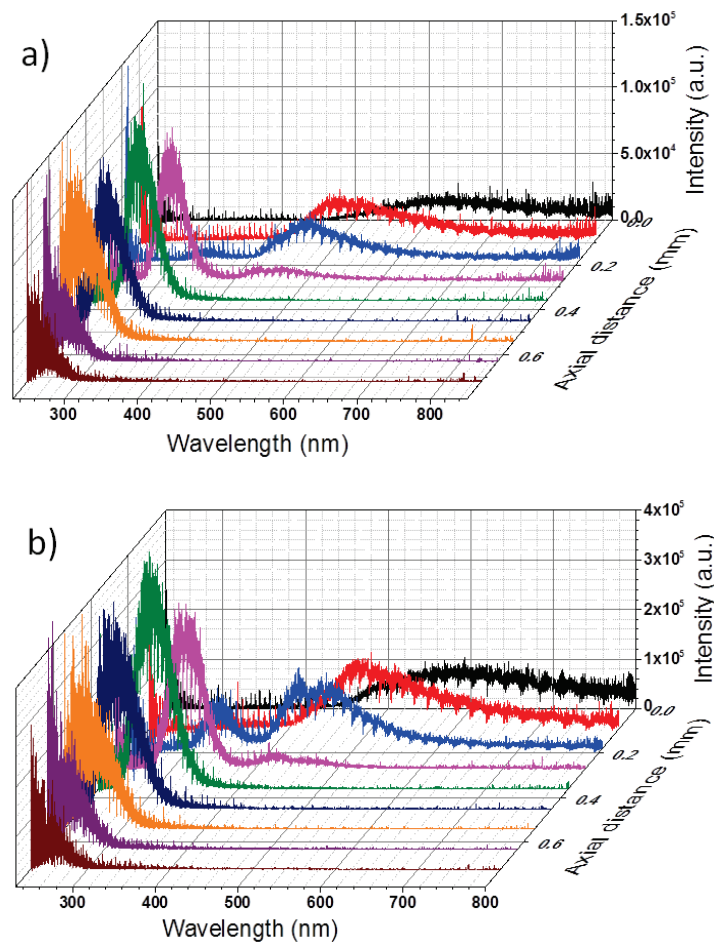 a)
1.5x10⁵
1.0x10⁵
5.0x10⁴
0.0
Intensity (a.u.)
0.0
0.2
0.4
0.6
Axial distance (mm)
300 400 500 600 700 800
Wavelength (nm)
b)
4x10⁵
3x10⁵
2x10⁵
1x10⁵
0
Intensity (a.u.)
0.0
0.2
0.4
0.6
Axial distance (mm)
300 400 500 600 700 800
Wavelength (nm)